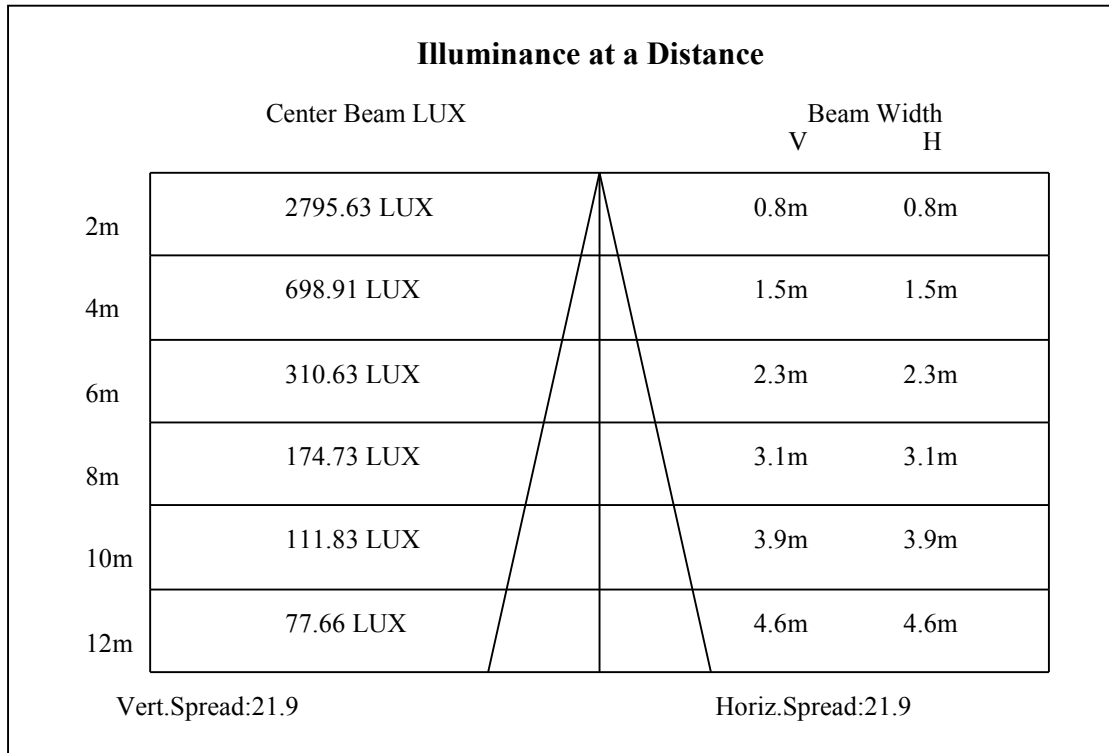 Illuminance at a Distance
Center Beam LUX Beam Width
V H
2795.63 LUX 0.8m 0.8m
2m
698.91 LUX 1.5m 1.5m
4m
310.63 LUX 2.3m 2.3m
6m
174.73 LUX 3.1m 3.1m
8m
111.83 LUX 3.9m 3.9m
10m
77.66 LUX 4.6m 4.6m
12m
Vert.Spread:21.9 Horiz.Spread:21.9